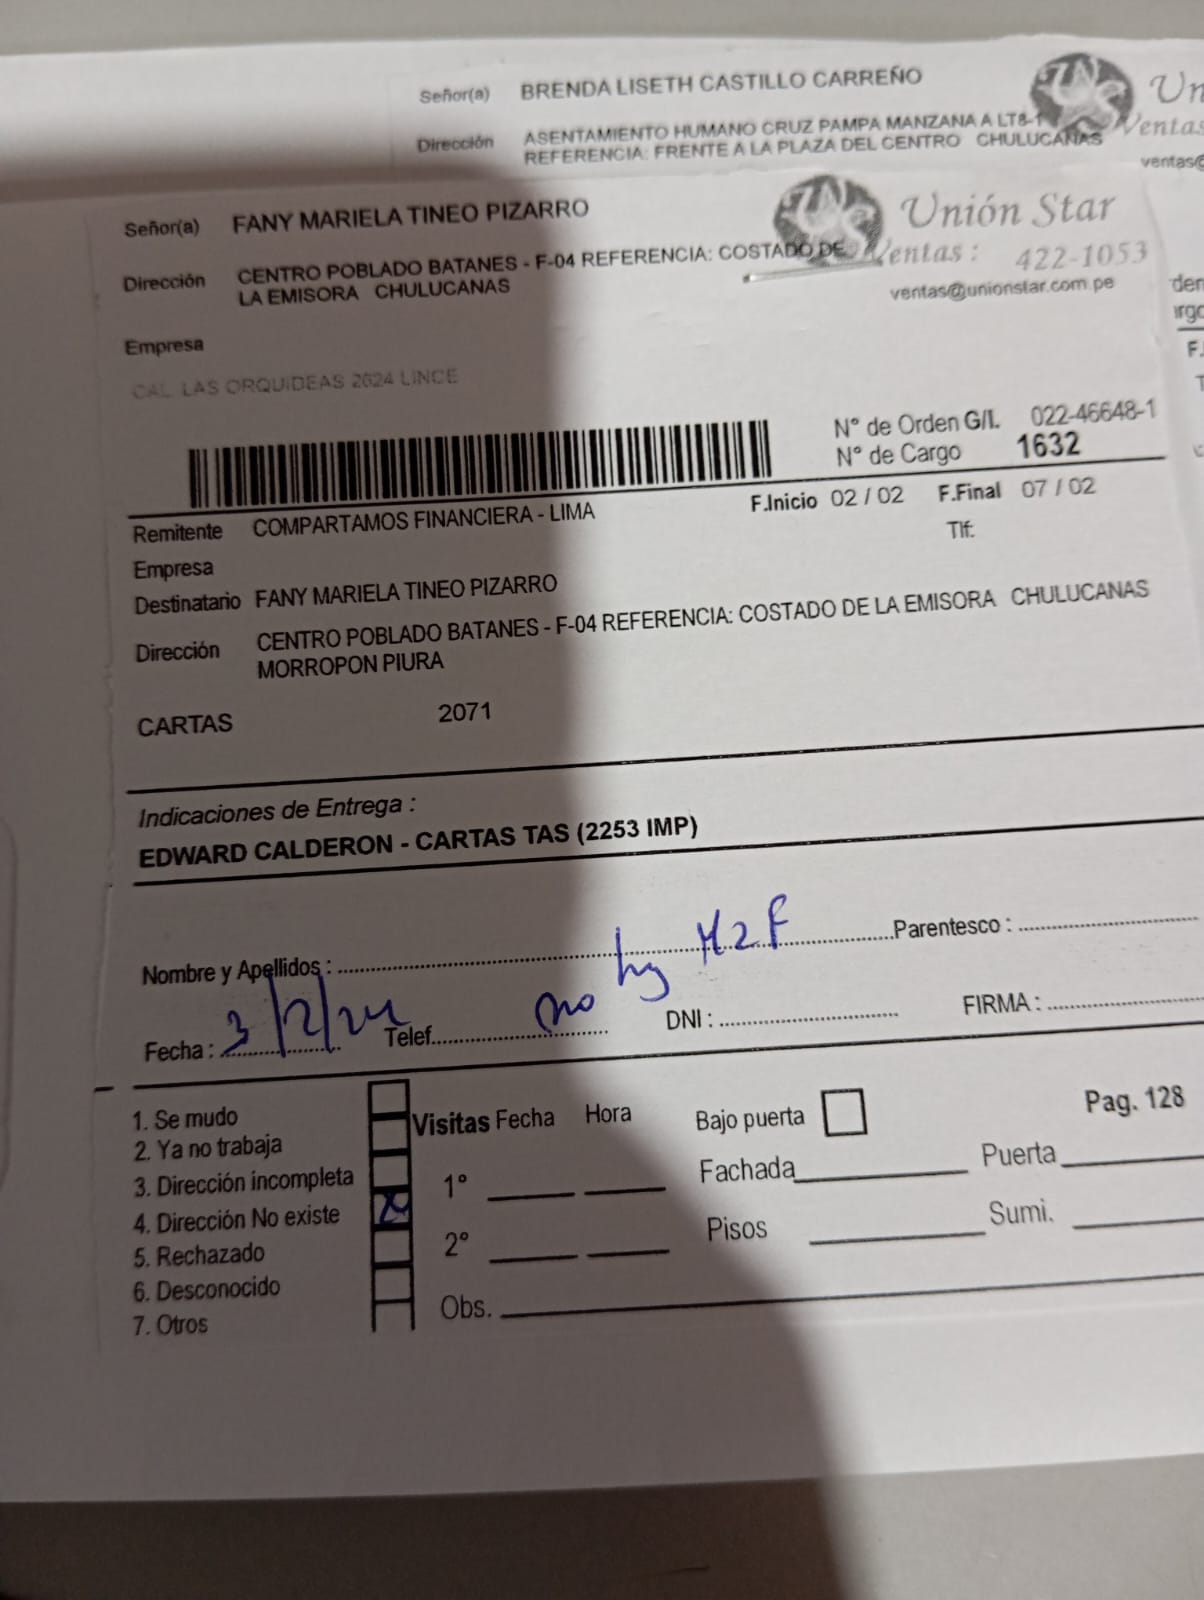 Señor(a) BRENDA LISETH CASTILLO CARREÑO
Dirección ASENTAMIENTO HUMANO CRUZ PAMPA MANZANA A LT8-1
REFERENCIA: FRENTE A LA PLAZA DEL CENTRO CHULUCANAS
Un
Ventas
ventas@
Señor(a) FANY MARIELA TINEO PIZARRO
Unión Star
Dirección CENTRO POBLADO BATANES - F-04 REFERENCIA: COSTADO DE
LA EMISORA CHULUCANAS
Ventas: 422-1053
ventas@unionstar.com.pe
Empresa
CAL. LAS ORQUIDEAS 2624 LINCE
N° de Orden G/I. 022-46648-1
N° de Cargo 1632
F.Inicio 02 / 02 F.Final 07 / 02
Remitente COMPARTAMOS FINANCIERA - LIMA
Tlf:
Empresa
Destinatario FANY MARIELA TINEO PIZARRO
Dirección CENTRO POBLADO BATANES - F-04 REFERENCIA: COSTADO DE LA EMISORA CHULUCANAS
MORROPON PIURA
CARTAS 2071
Indicaciones de Entrega :
EDWARD CALDERON - CARTAS TAS (2253 IMP)
Nombre y Apellidos : Parentesco :
no hy M2 F
Fecha : 3/2/24 Telef. DNI : FIRMA :
1. Se mudo
2. Ya no trabaja
3. Dirección incompleta
4. Dirección No existe X
5. Rechazado
6. Desconocido
7. Otros
Visitas Fecha Hora
1°
2°
Obs.
Bajo puerta
Pag. 128
Fachada Puerta
Pisos Sumi.